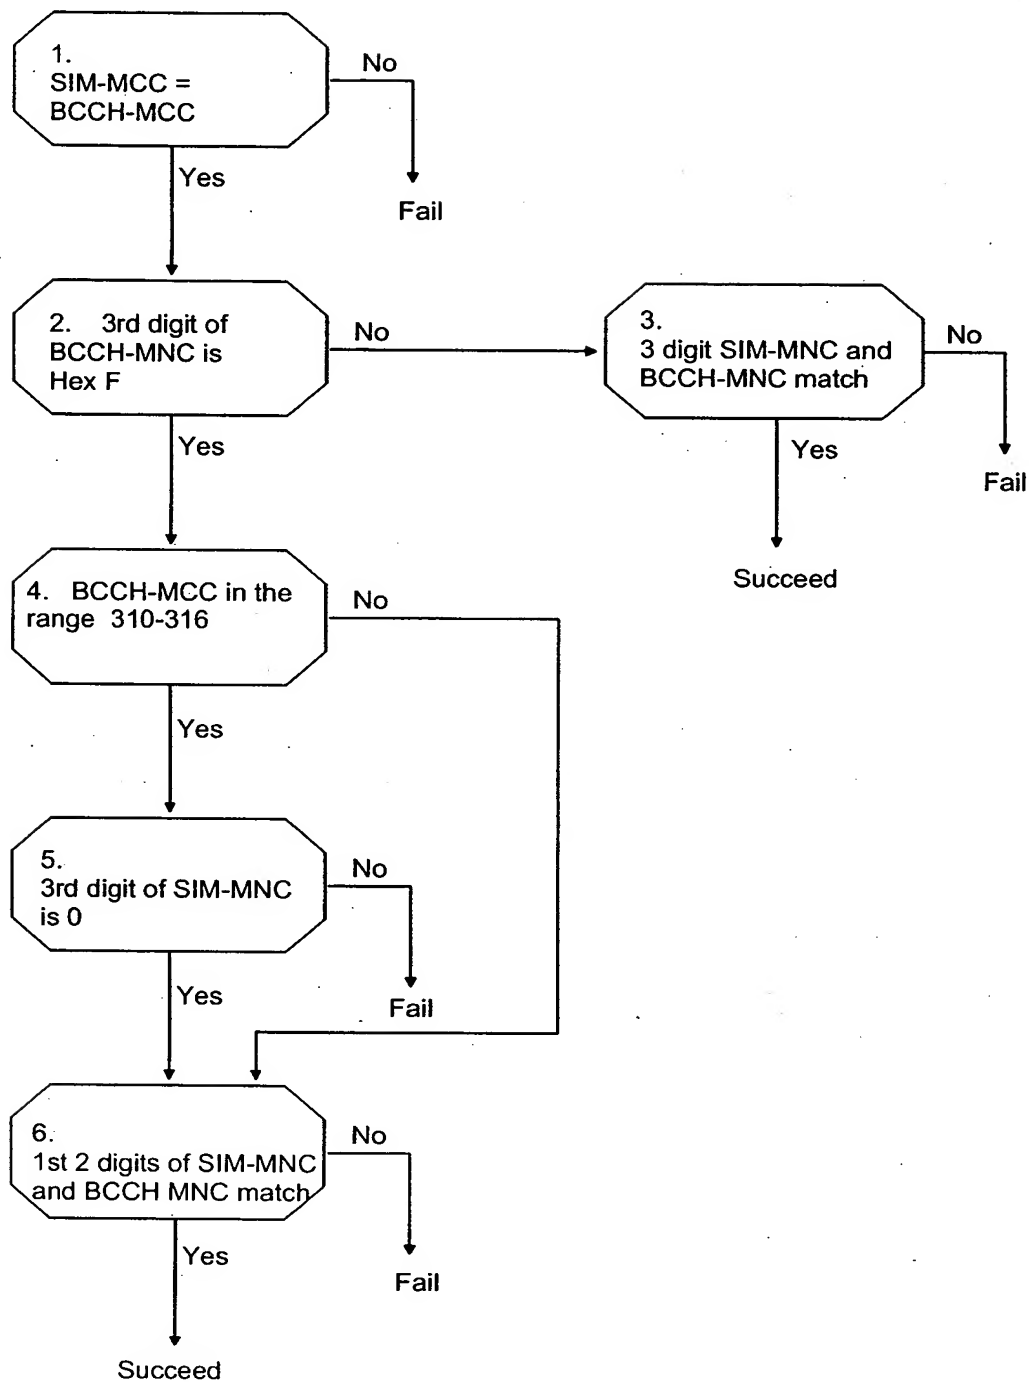 1.
SIM-MCC =
BCCH-MCC
No
Yes
Fail
2. 3rd digit of
BCCH-MNC is
Hex F
No
3.
3 digit SIM-MNC and
BCCH-MNC match
No
Yes
Yes
Fail
Succeed
4. BCCH-MCC in the
range 310-316
No
Yes
5.
3rd digit of SIM-MNC
is 0
No
Yes
Fail
6.
1st 2 digits of SIM-MNC
and BCCH MNC match
No
Yes
Fail
Succeed